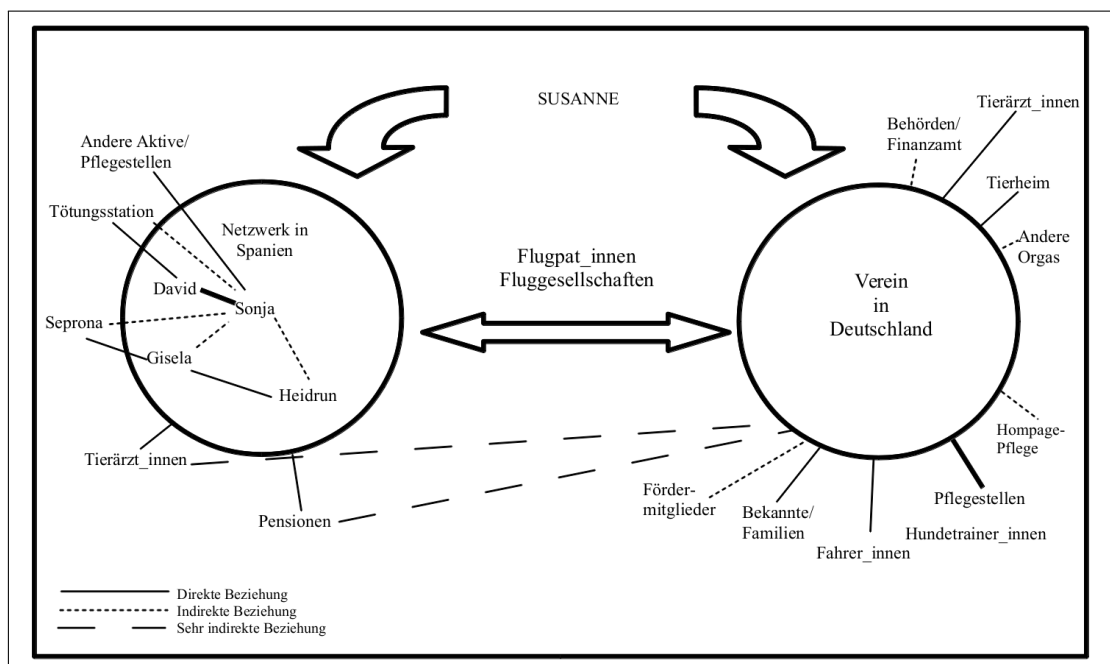 SUSANNE
Andere Aktive/
Pflegestellen
Tötungsstation
Netzwerk in
Spanien
David
Sonja
Seprona
Gisela
Heidrun
Tierärzt_innen
Pensionen
Flugpat_innen
Fluggesellschaften
Behörden/
Finanzamt
Tierärzt_innen
Tierheim
Andere
Orgas
Verein
in
Deutschland
Hompage-
Pflege
Pflegestellen
Hundetrainer_innen
Fahrer_innen
Bekannte/
Familien
Förder-
mitglieder
Direkte Beziehung
Indirekte Beziehung
Sehr indirekte Beziehung